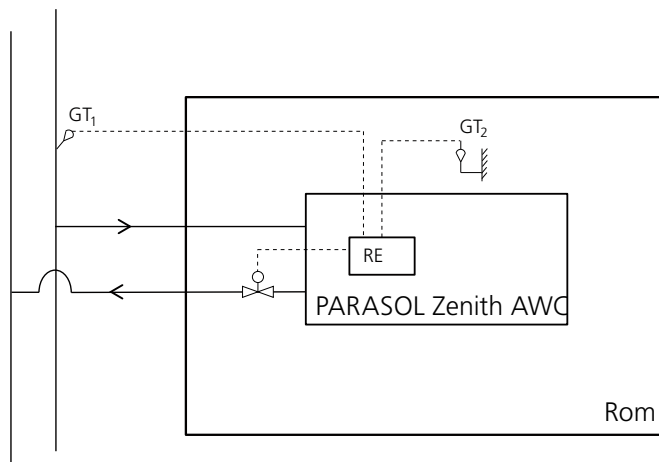 GT₁
GT₂
RE
PARASOL Zenith AWC
Rom